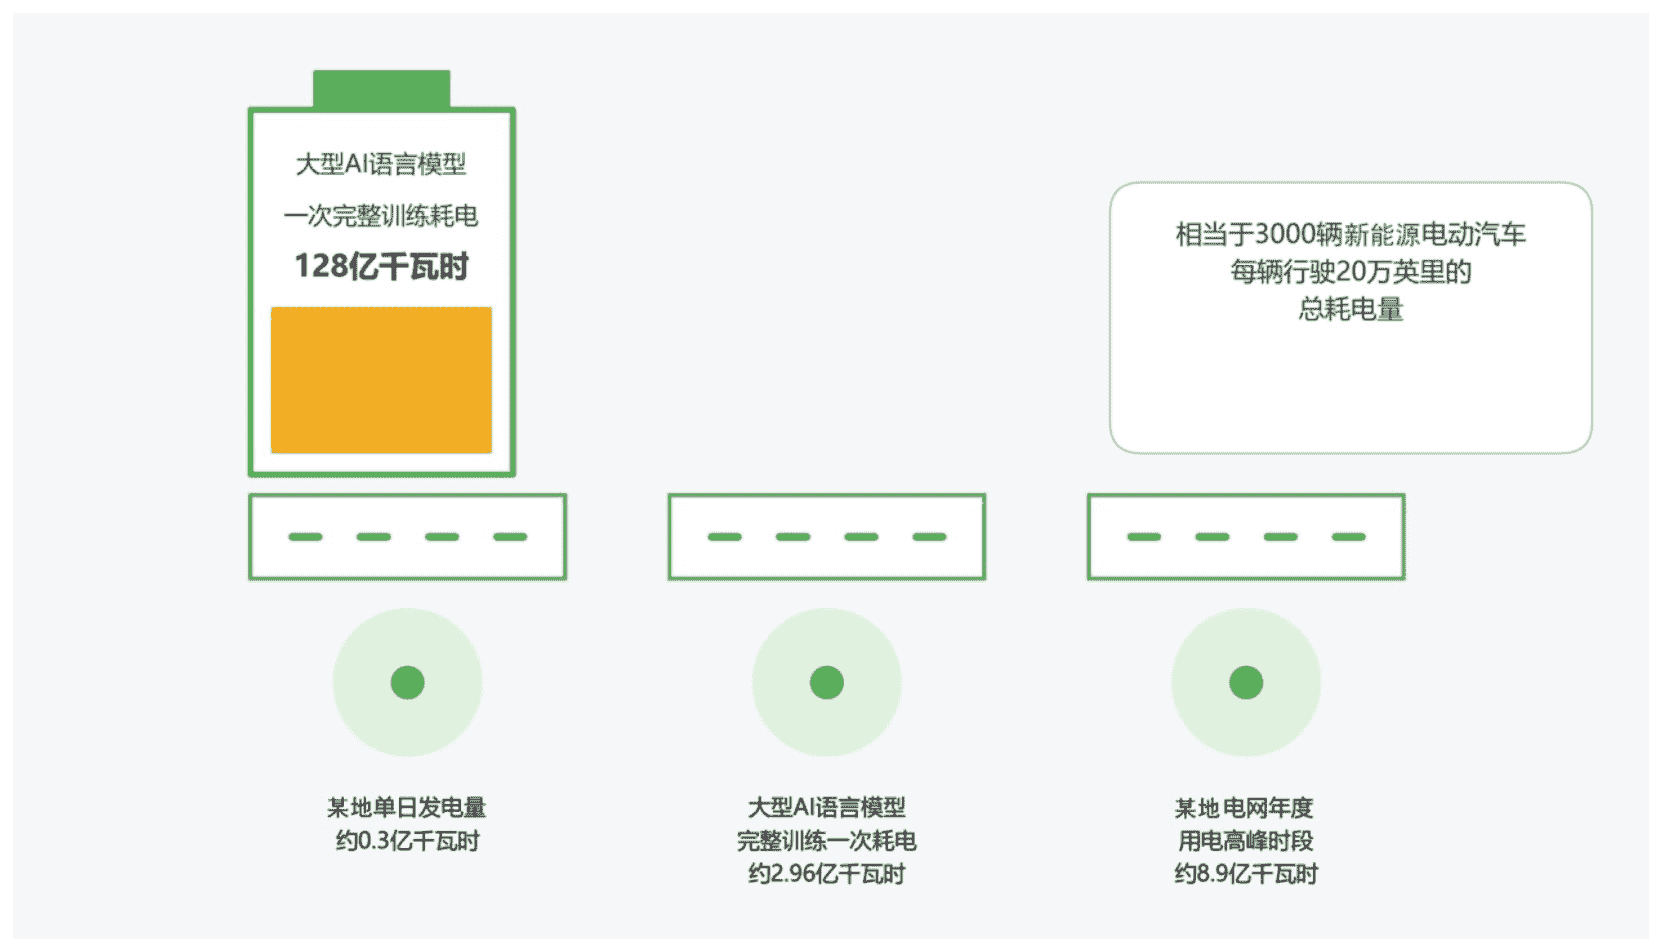 大型AI语言模型
一次完整训练耗电
128亿千瓦时
相当于3000辆新能源电动汽车
每辆行驶20万英里的
总耗电量
某地单日发电量
约0.3亿千瓦时
大型AI语言模型
完整训练一次耗电
约2.96亿千瓦时
某地电网年度
用电高峰时段
约8.9亿千瓦时